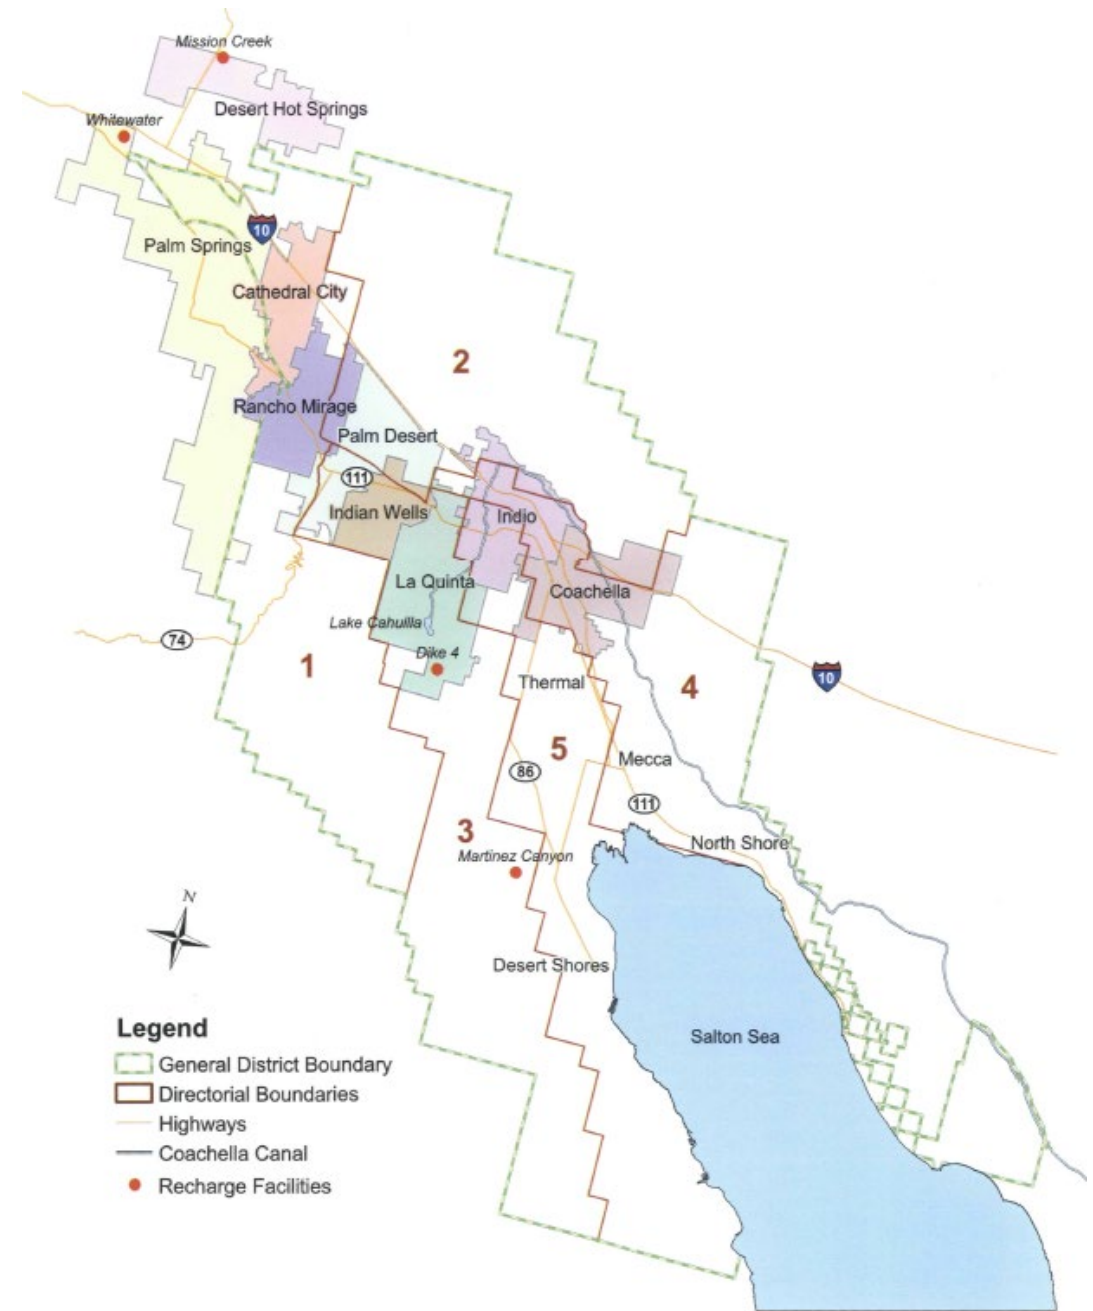 Mission Creek
Desert Hot Springs
Whitewater
10
Palm Springs
Cathedral City
2
Rancho Mirage
Palm Desert
111
Indian Wells
Indio
La Quinta
Coachella
Lake Cahuilla
74
Dike 4
1
Thermal
4
10
5
Mecca
86
111
3
North Shore
Martinez Canyon
N
Desert Shores
Salton Sea
Legend
General District Boundary
Directorial Boundaries
Highways
Coachella Canal
Recharge Facilities